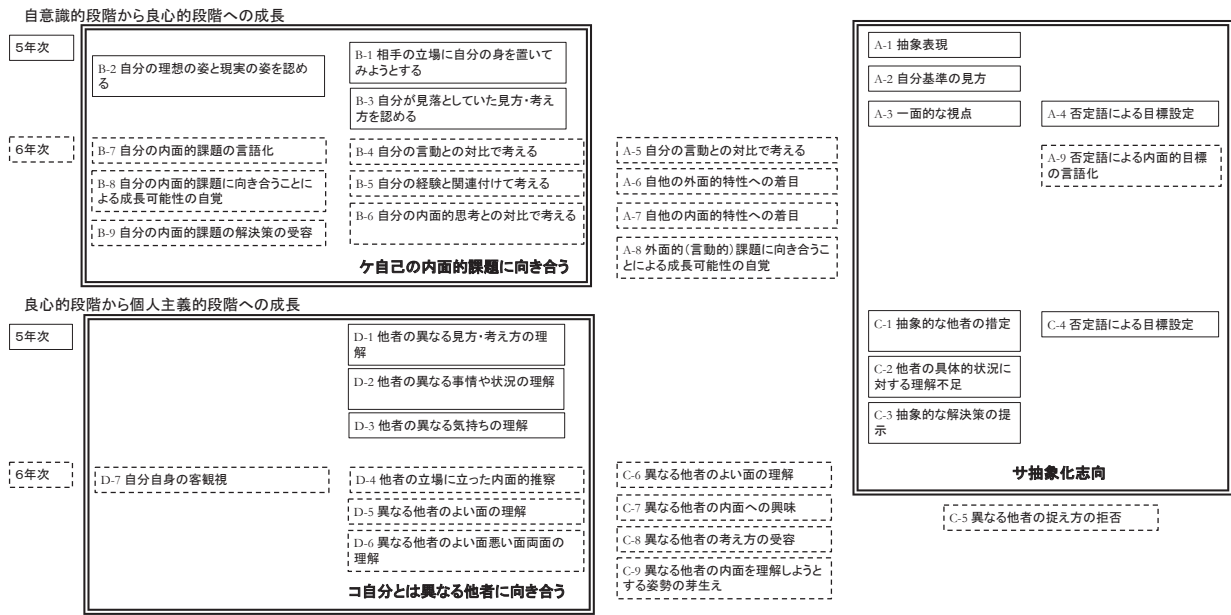 自意識的段階から良心的段階への成長
5年次
B-2 自分の理想の姿と現実の姿を認め
る
B-1 相手の立場に自分の身を置いて
みようとする
B-3 自分が見落としていた見方・考え
方を認める
6年次
B-7 自分の内面的課題の言語化
B-8 自分の内面的課題に向き合うことに
よる成長可能性の自覚
B-9 自分の内面的課題の解決策の受容
B-4 自分の言動との対比で考える
B-5 自分の経験と関連付けて考える
B-6 自分の内面的思考との対比で考える
ケ自己の内面的課題に向き合う
A-5 自分の言動との対比で考える
A-6 自他の外面的特性への着目
A-7 自他の内面的特性への着目
A-8 外面的(言動的)課題に向き合うこ
とによる成長可能性の自覚
A-1 抽象表現
A-2 自分基準の見方
A-3 一面的な視点
A-4 否定語による目標設定
A-9 否定語による内面的目標
の言語化
良心的段階から個人主義的段階への成長
5年次
D-1 他者の異なる見方・考え方の理
解
D-2 他者の異なる事情や状況の理解
D-3 他者の異なる気持ちの理解
6年次
D-7 自分自身の客観視
D-4 他者の立場に立った内面的推察
D-5 異なる他者のよい面の理解
D-6 異なる他者のよい面悪い面両面の
理解
コ自分とは異なる他者に向き合う
C-6 異なる他者のよい面の理解
C-7 異なる他者の内面への興味
C-8 異なる他者の考え方の受容
C-9 異なる他者の内面を理解しようと
する姿勢の芽生え
C-1 抽象的な他者の措定
C-4 否定語による目標設定
C-2 他者の具体的状況に
対する理解不足
C-3 抽象的な解決策の提
示
サ抽象化志向
C-5 異なる他者の捉え方の拒否